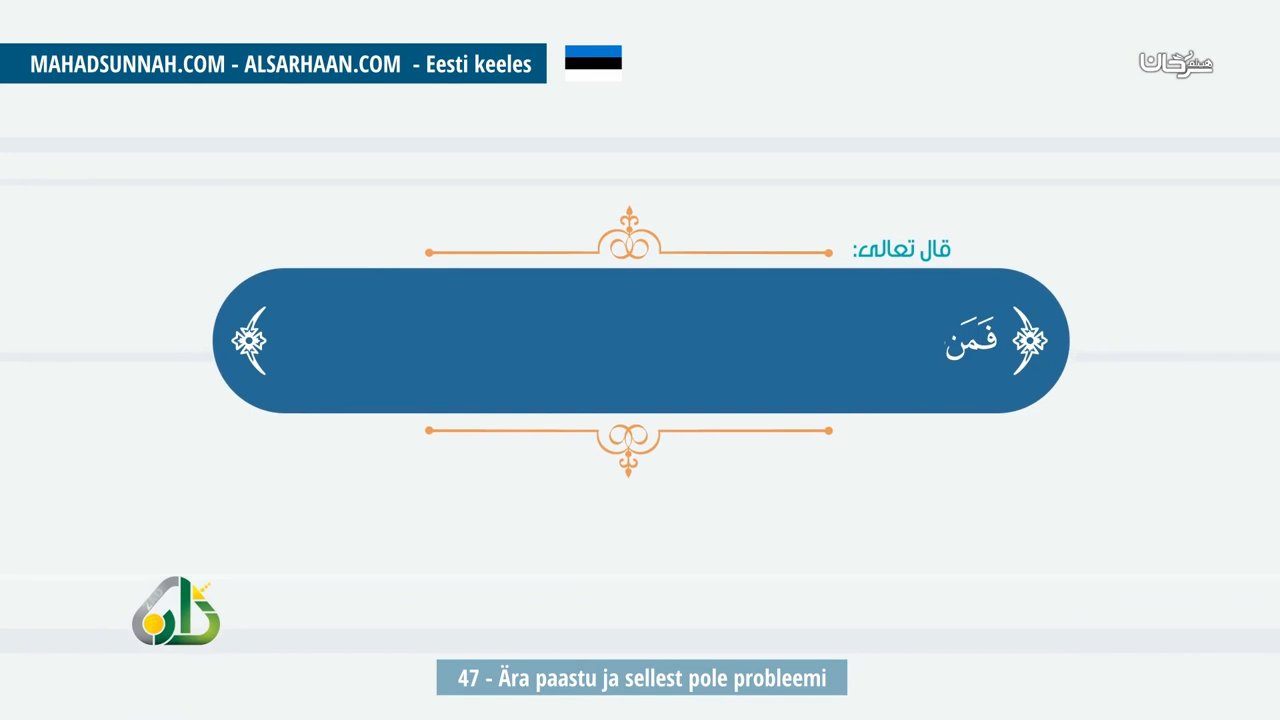 MAHADSUNNAH.COM - ALSARHAAN.COM - Eesti keeles
قال تعالى:
فَمَن
47 - Ära paastu ja sellest pole probleemi